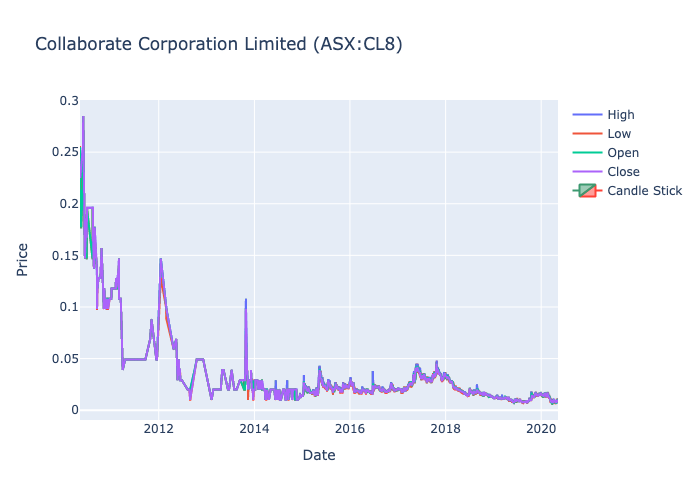 Collaborate Corporation Limited (ASX:CL8)
Price
0.3
0.25
0.2
0.15
0.1
0.05
0
2012
2014
2016
2018
2020
Date
High
Low
Open
Close
Candle Stick